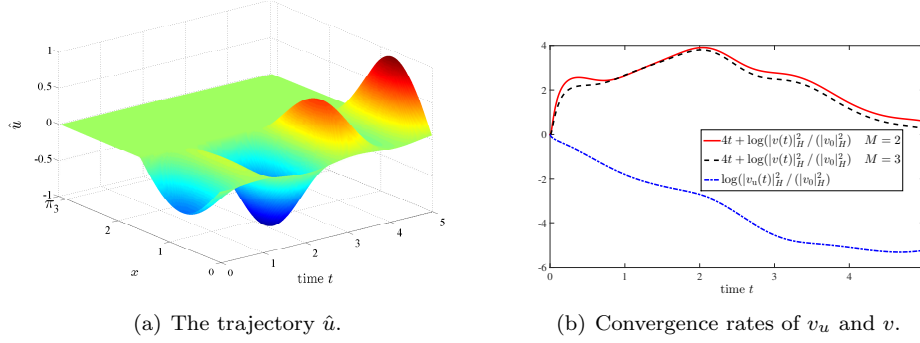 1
0.5
0
-0.5
-1
û
π
3
2
1
0
x
0
1
2
3
4
5
time t
(a) The trajectory û.
4
2
0
-2
-4
-6
0
1
2
3
4
time t
4t + log(|v(t)|²_H / (|v₀|²_H) M = 2
4t + log(|v(t)|²_H / (|v₀|²_H) M = 3
log(|v_u(t)|²_H / (|v₀|²_H)
(b) Convergence rates of v_u and v.